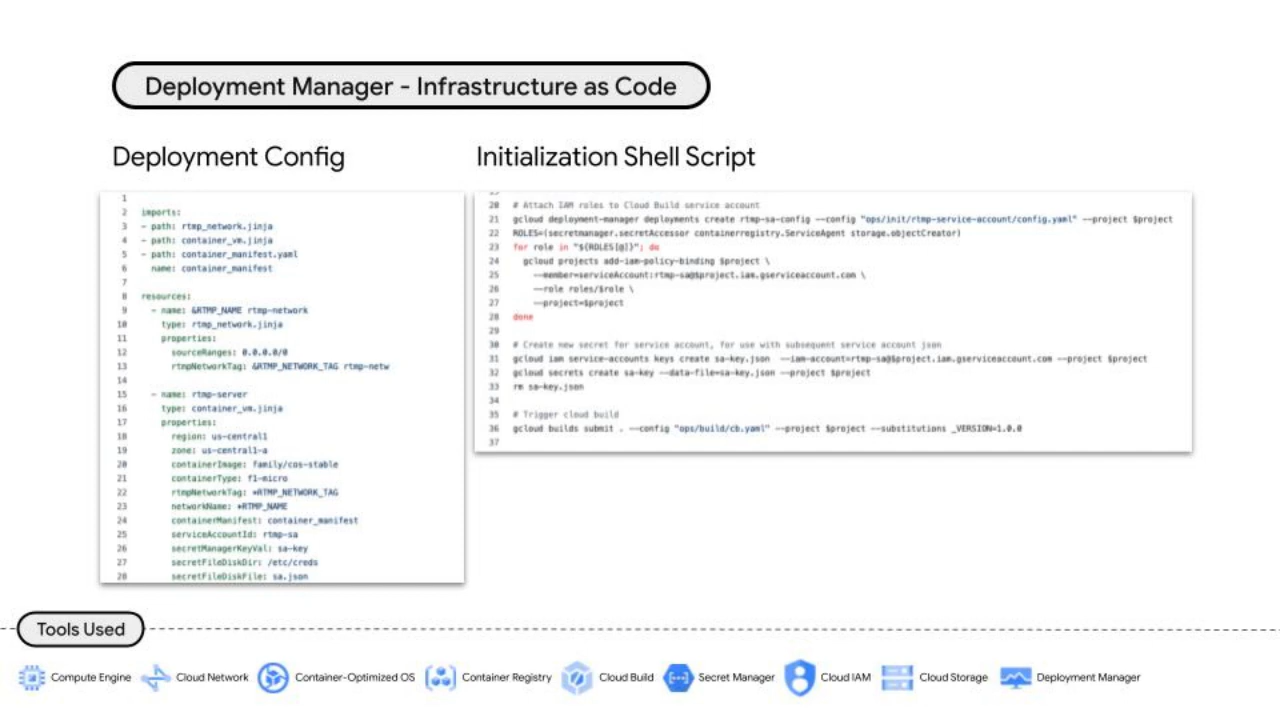 Deployment Manager - Infrastructure as Code
Deployment Config
1
2 imports:
3 - path: rtmp_network.jinja
4 - path: container_vm.jinja
5 - path: container_manifest.yaml
6 name: container_manifest
7
8 resources:
9 - name: &RTMP_NAME rtmp-network
10 type: rtmp_network.jinja
11 properties:
12 sourceRanges: 0.0.0.0/0
13 rtmpNetworkTag: &RTMP_NETWORK_TAG rtmp-netw
14
15 - name: rtmp-server
16 type: container_vm.jinja
17 properties:
18 region: us-central1
19 zone: us-central1-a
20 containerImage: family/cos-stable
21 containerType: f1-micro
22 rtmpNetworkTag: *RTMP_NETWORK_TAG
23 networkName: *RTMP_NAME
24 containerManifest: container_manifest
25 serviceAccountId: rtmp-sa
26 secretManagerKeyVal: sa-key
27 secretFileDiskDir: /etc/creds
28 secretFileDiskFile: sa.json
Initialization Shell Script
20 # Attach IAM roles to Cloud Build service account
21 gcloud deployment-manager deployments create rtmp-sa-config --config "ops/init/rtmp-service-account/config.yaml" --project $project
22 ROLES=(secretmanager.secretAccessor containerregistry.ServiceAgent storage.objectCreator)
23 for role in "${ROLES[@]}"; do
24 gcloud projects add-iam-policy-binding $project \
25 --member=serviceAccount:rtmp-sa@$project.iam.gserviceaccount.com \
26 --role roles/$role \
27 --project=$project
28 done
29
30 # Create new secret for service account, for use with subsequent service account json
31 gcloud iam service-accounts keys create sa-key.json --iam-account=rtmp-sa@$project.iam.gserviceaccount.com --project $project
32 gcloud secrets create sa-key --data-file=sa-key.json --project $project
33 rm sa-key.json
34
35 # Trigger cloud build
36 gcloud builds submit . --config "ops/build/cb.yaml" --project $project --substitutions _VERSION=1.0.0
37
Tools Used
Compute Engine Cloud Network Container-Optimized OS Container Registry Cloud Build Secret Manager Cloud IAM Cloud Storage Deployment Manager